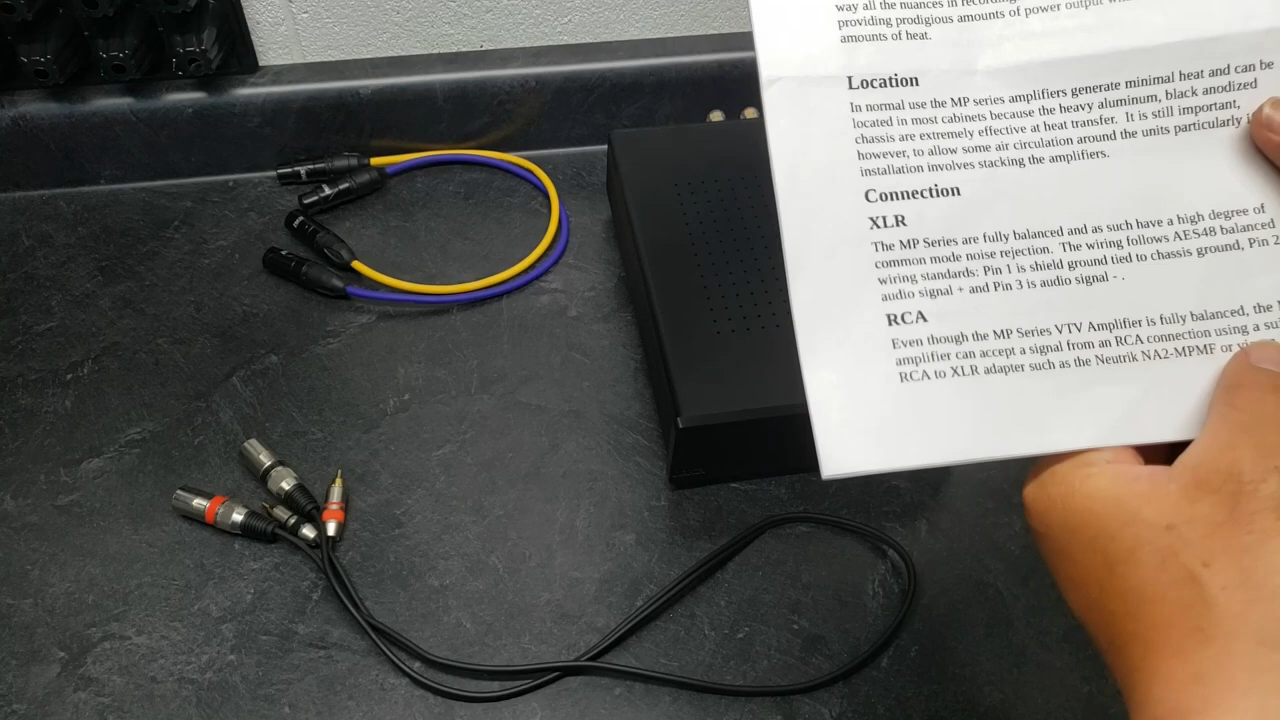 way all the nuances in recording
providing prodigious amounts of power output
amounts of heat.
Location
In normal use the MP series amplifiers generate minimal heat and can be
located in most cabinets because the heavy aluminum, black anodized
chassis are extremely effective at heat transfer. It is still important,
however, to allow some air circulation around the units particularly
installation involves stacking the amplifiers.
Connection
XLR
The MP Series are fully balanced and as such have a high degree of
common mode noise rejection. The wiring follows AES48 balanced
wiring standards: Pin 1 is shield ground tied to chassis ground, Pin 2
audio signal + and Pin 3 is audio signal - .
RCA
Even though the MP Series VTV Amplifier is fully balanced, the
amplifier can accept a signal from an RCA connection using a
RCA to XLR adapter such as the Neutrik NA2-MPMF or